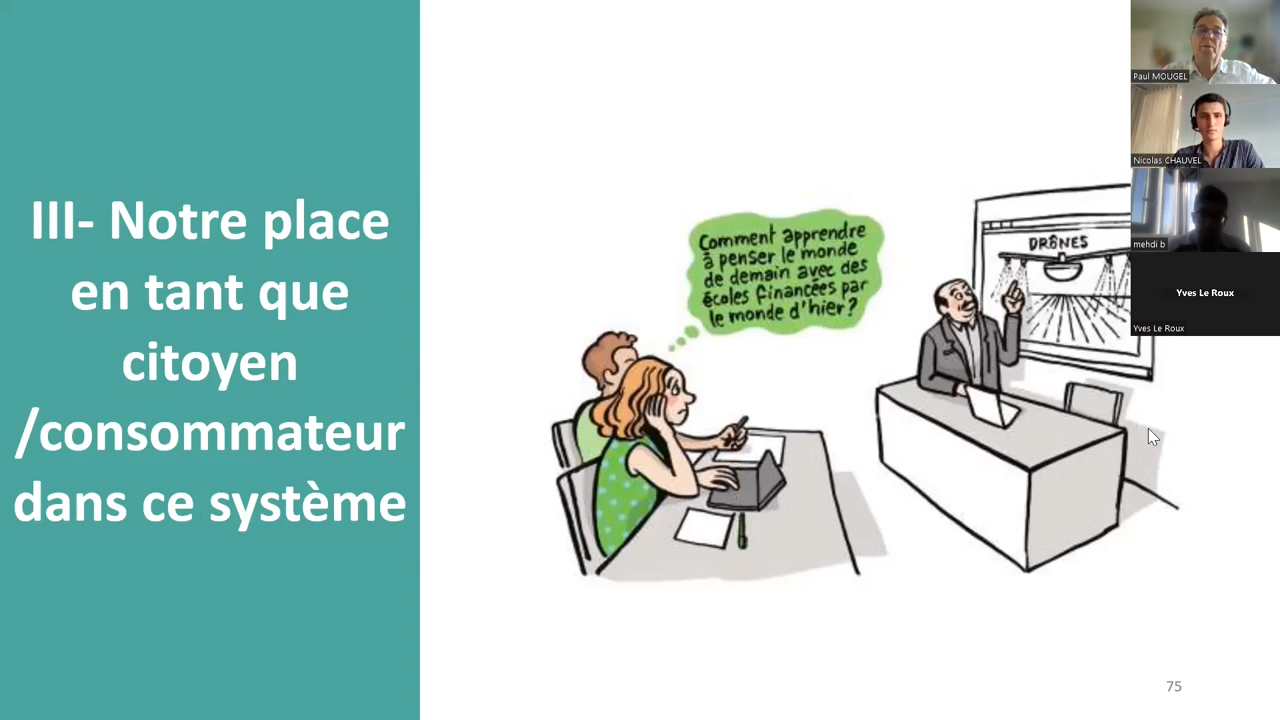 III- Notre place
en tant que
citoyen
/consommateur
dans ce système
Comment apprendre
à penser le monde
de demain avec des
écoles financées par
le monde d'hier?
DRÔNES
Paul MOUGEL
Nicolas CHAUVEL
mehdi b
Yves Le Roux
Yves Le Roux
75